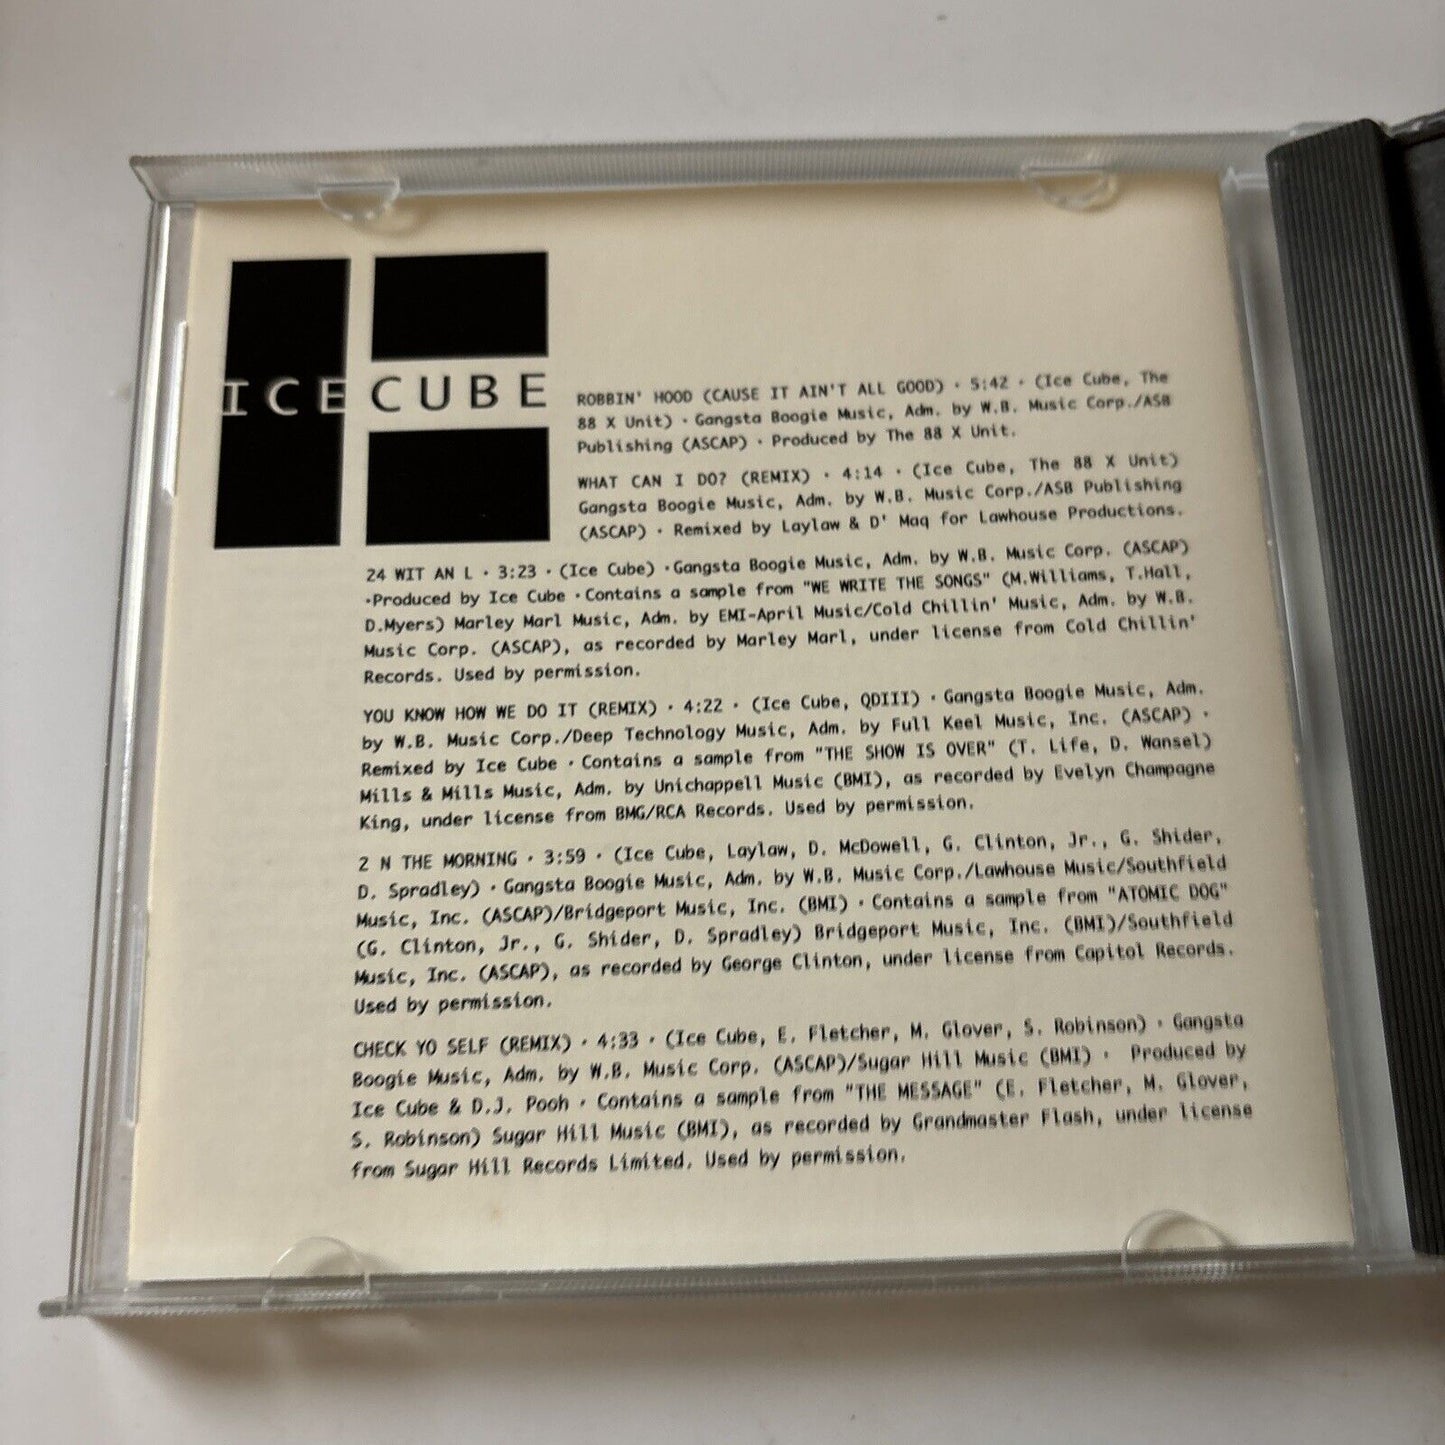 ICE CUBE
ROBBIN' HOOD (CAUSE IT AIN'T ALL GOOD) · 5:42 · (Ice Cube, The
88 X Unit) · Gangsta Boogie Music, Adm. by W.B. Music Corp./ASB
Publishing (ASCAP) · Produced by The 88 X Unit.
WHAT CAN I DO? (REMIX) · 4:14 · (Ice Cube, The 88 X Unit)
Gangsta Boogie Music, Adm. by W.B. Music Corp./ASB Publishing
(ASCAP) · Remixed by Laylaw & D' Maq for Lawhouse Productions.
24 WIT AN L · 3:23 · (Ice Cube) ·Gangsta Boogie Music, Adm. by W.B. Music Corp. (ASCAP)
·Produced by Ice Cube ·Contains a sample from "WE WRITE THE SONGS" (M.Williams, T.Hall,
D.Myers) Marley Marl Music, Adm. by EMI-April Music/Cold Chillin' Music, Adm. by W.B.
Music Corp. (ASCAP), as recorded by Marley Marl, under license from Cold Chillin'
Records. Used by permission.
YOU KNOW HOW WE DO IT (REMIX) · 4:22 · (Ice Cube, QDIII) · Gangsta Boogie Music, Adm.
by W.B. Music Corp./Deep Technology Music, Adm. by Full Keel Music, Inc. (ASCAP) ·
Remixed by Ice Cube · Contains a sample from "THE SHOW IS OVER" (T. Life, D. Wansel)
Mills & Mills Music, Adm. by Unichappell Music (BMI), as recorded by Evelyn Champagne
King, under license from BMG/RCA Records. Used by permission.
2 N THE MORNING · 3:59 · (Ice Cube, Laylaw, D. McDowell, G. Clinton, Jr., G. Shider,
D. Spradley) · Gangsta Boogie Music, Adm. by W.B. Music Corp./Lawhouse Music/Southfield
Music, Inc. (ASCAP)/Bridgeport Music, Inc. (BMI) · Contains a sample from "ATOMIC DOG"
(G. Clinton, Jr., G. Shider, D. Spradley) Bridgeport Music, Inc. (BMI)/Southfield
Music, Inc. (ASCAP), as recorded by George Clinton, under license from Capitol Records.
Used by permission.
CHECK YO SELF (REMIX) · 4:33 · (Ice Cube, E. Fletcher, M. Glover, S. Robinson) · Gangsta
Boogie Music, Adm. by W.B. Music Corp. (ASCAP)/Sugar Hill Music (BMI) · Produced by
Ice Cube & D.J. Pooh · Contains a sample from "THE MESSAGE" (E. Fletcher, M. Glover,
S. Robinson) Sugar Hill Music (BMI), as recorded by Grandmaster Flash, under license
from Sugar Hill Records Limited. Used by permission.